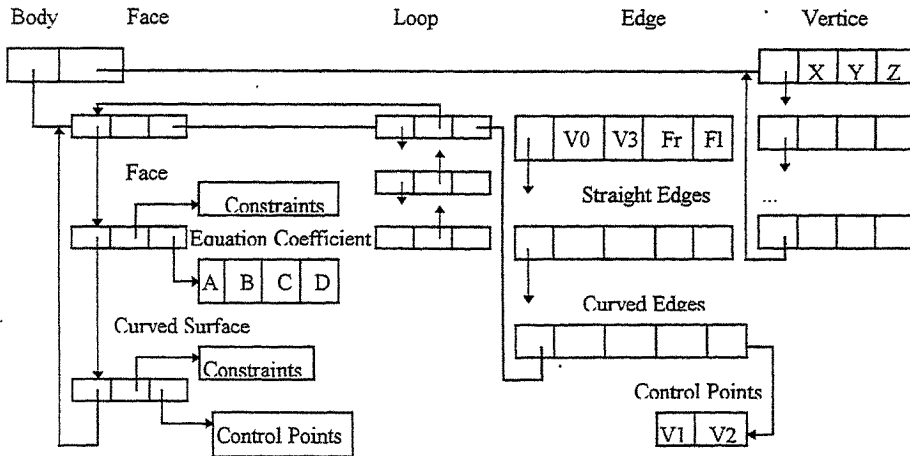 Body Face Loop Edge Vertice
X Y Z
V0 V3 Fr Fl
Face
Constraints
Straight Edges
...
Equation Coefficient
A B C D
Curved Edges
Curved Surface
Constraints
Control Points
Control Points
V1 V2